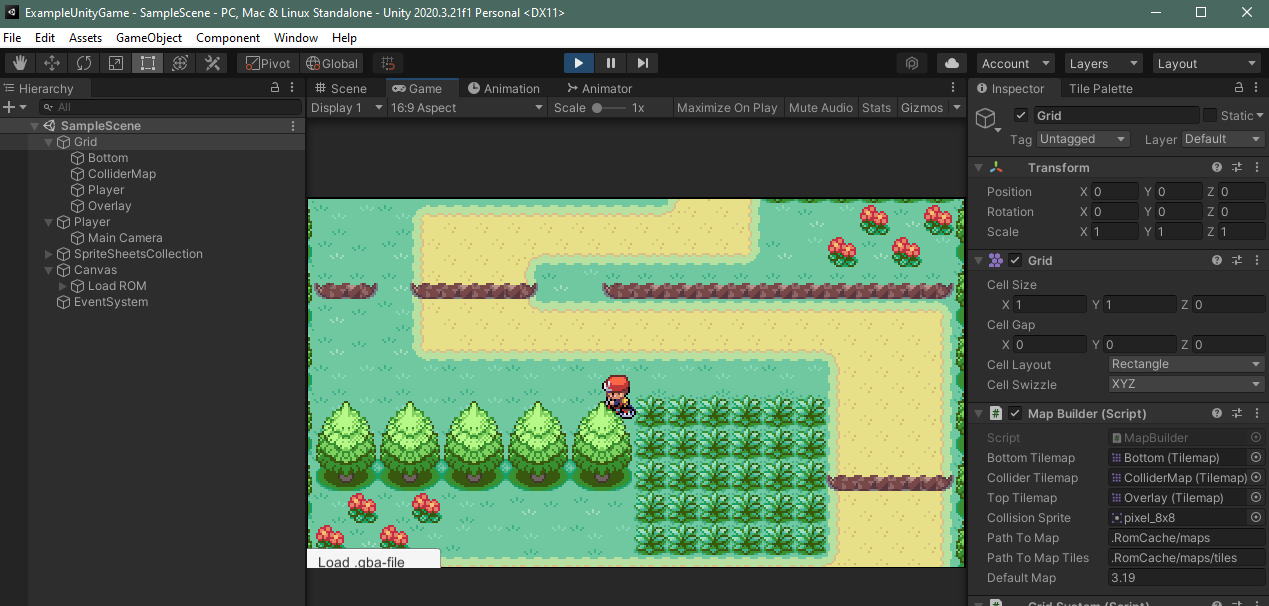 ExampleUnityGame - SampleScene - PC, Mac & Linux Standalone - Unity 2020.3.21f1 Personal <DX11>
File Edit Assets GameObject Component Window Help
Pivot Global Account Layers Layout
Hierarchy
All
SampleScene
Grid
Bottom
ColliderMap
Player
Overlay
Player
Main Camera
SpriteSheetsCollection
Canvas
Load ROM
EventSystem
Scene Game Animation Animator
Display 1 16:9 Aspect Scale 1x Maximize On Play Mute Audio Stats Gizmos
Load .gba-file
Inspector Tile Palette
Grid Static
Tag Untagged Layer Default
Transform
Position X 0 Y 0 Z 0
Rotation X 0 Y 0 Z 0
Scale X 1 Y 1 Z 1
Grid
Cell Size
X 1 Y 1 Z 0
Cell Gap
X 0 Y 0 Z 0
Cell Layout Rectangle
Cell Swizzle XYZ
# Map Builder (Script)
Script MapBuilder
Bottom Tilemap Bottom (Tilemap)
Collider Tilemap ColliderMap (Tilemap)
Top Tilemap Overlay (Tilemap)
Collision Sprite pixel_8x8
Path To Map .RomCache/maps
Path To Map Tiles .RomCache/maps/tiles
Default Map 3.19
Grid System (Script)